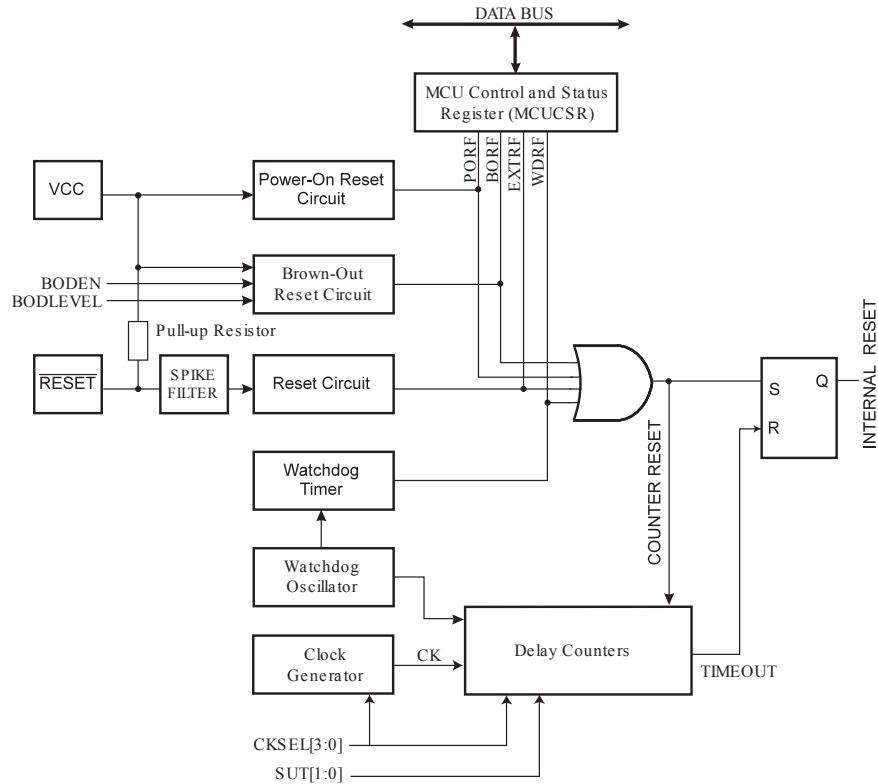 DATA BUS
MCU Control and Status
Register (MCUCSR)
PORF
BORF
EXTRF
WDRF
VCC
Power-On Reset
Circuit
BODEN
BODLEVEL
Brown-Out
Reset Circuit
Pull-up Resistor
RESET
SPIKE
FILTER
Reset Circuit
S
Q
R
INTERNAL RESET
Watchdog
Timer
COUNTER RESET
Watchdog
Oscillator
Clock
Generator
CK
Delay Counters
TIMEOUT
CKSEL[3:0]
SUT[1:0]